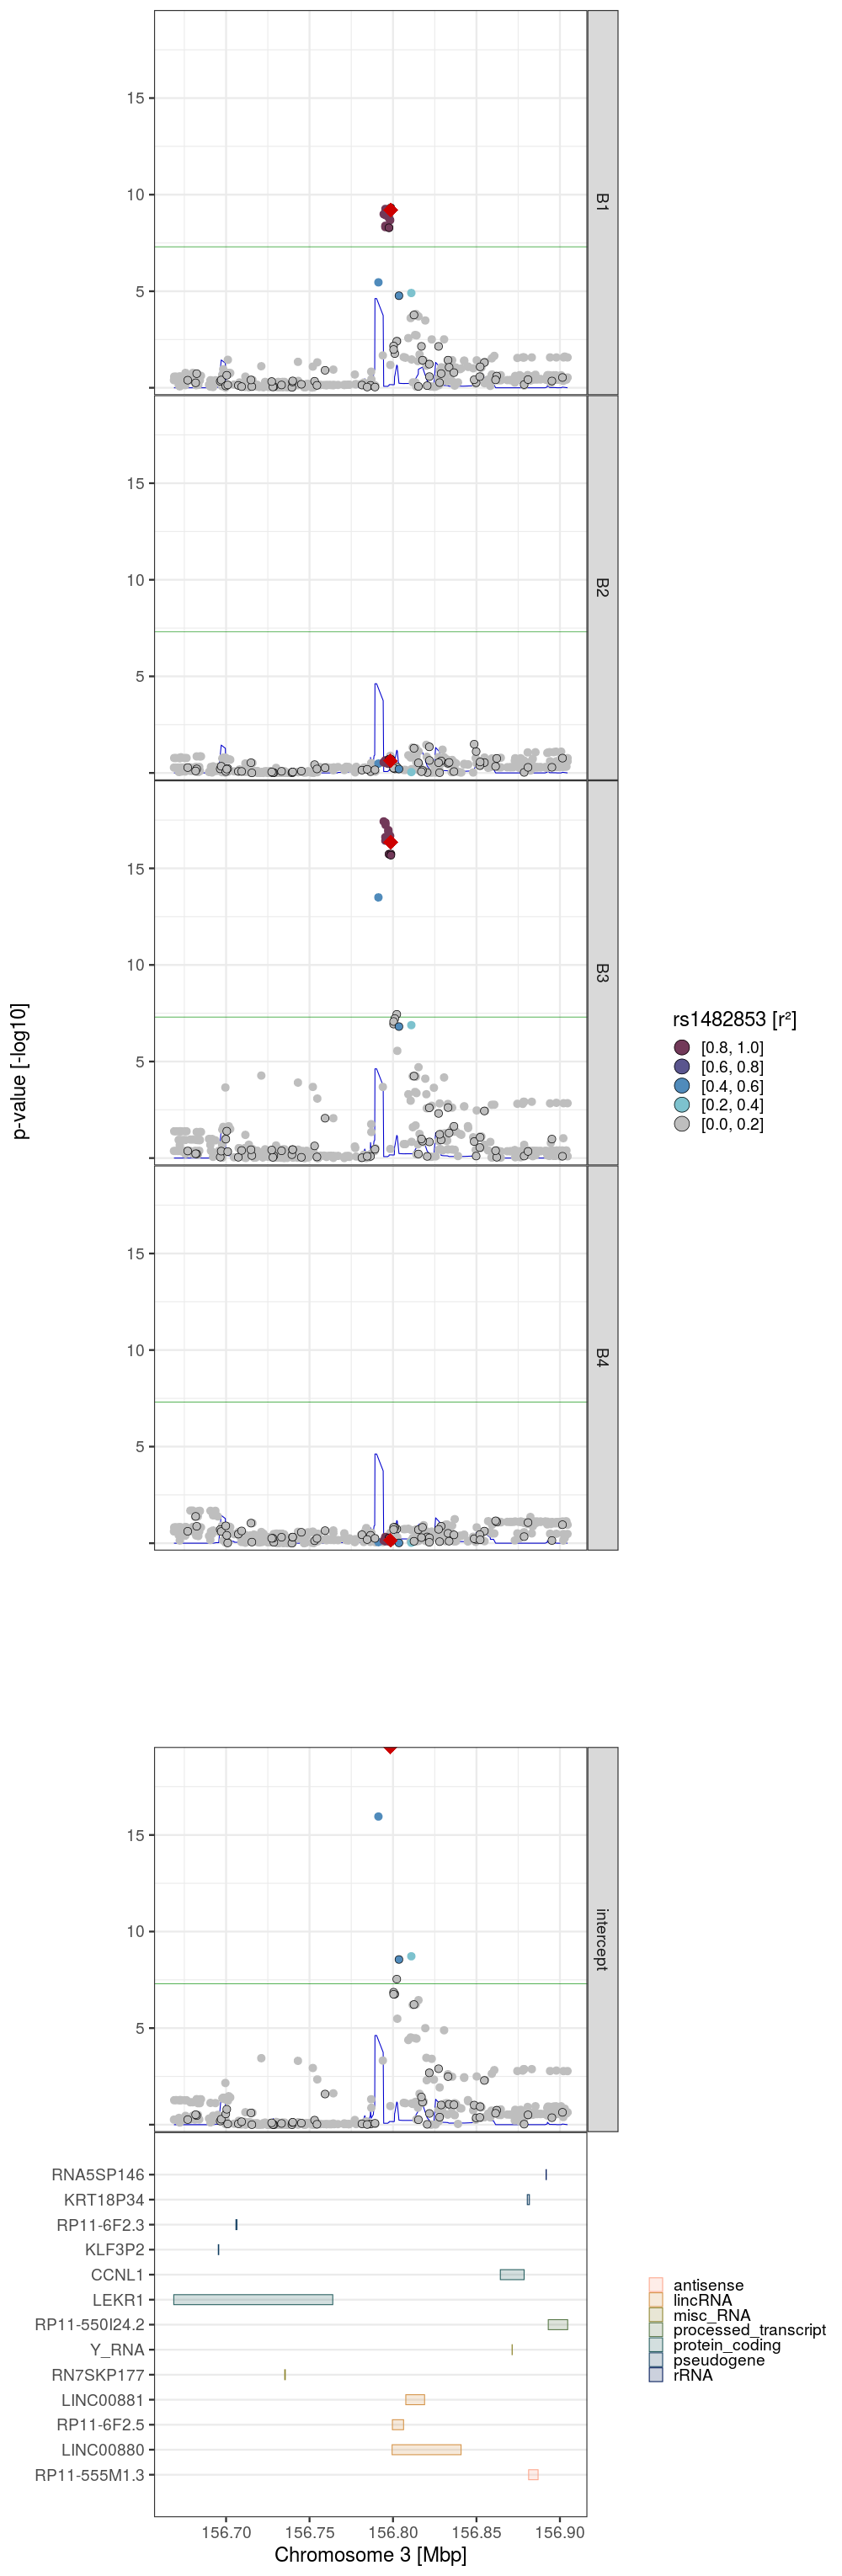 15
10
5
B1
15
10
5
B2
15
10
5
B3
15
10
5
B4
p-value [-log10]
rs1482853 [r²]
[0.8, 1.0]
[0.6, 0.8]
[0.4, 0.6]
[0.2, 0.4]
[0.0, 0.2]
15
10
5
intercept
RNA5SP146
KRT18P34
RP11-6F2.3
KLF3P2
CCNL1
LEKR1
RP11-550I24.2
Y_RNA
RN7SKP177
LINC00881
RP11-6F2.5
LINC00880
RP11-555M1.3
antisense
lincRNA
misc_RNA
processed_transcript
protein_coding
pseudogene
rRNA
156.70 156.75 156.80 156.85 156.90
Chromosome 3 [Mbp]